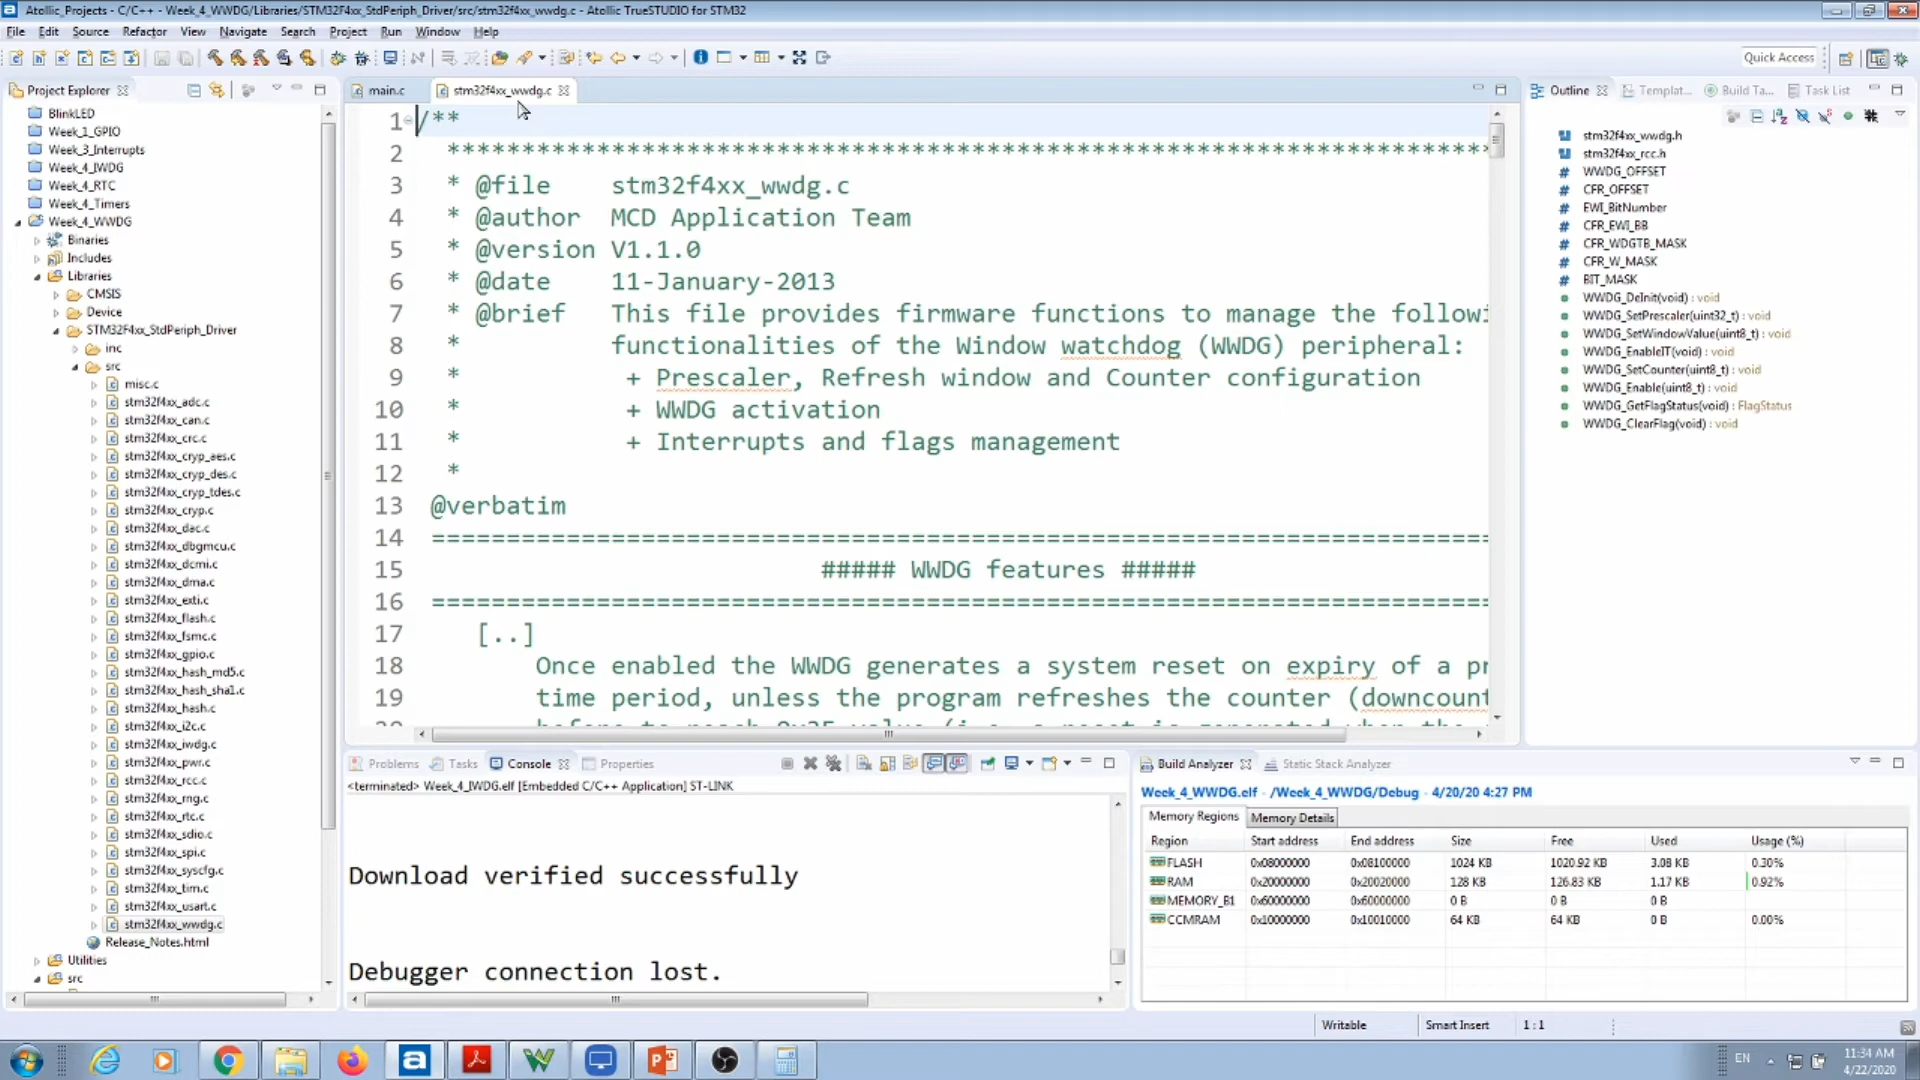 Atollic_Projects - C/C++ - Week_4_WWDG/Libraries/STM32F4xx_StdPeriph_Driver/src/stm32f4xx_wwdg.c - Atollic TrueSTUDIO for STM32
File Edit Source Refactor View Navigate Search Project Run Window Help
Quick Access
Project Explorer
BlinkLED
Week_1_GPIO
Week_3_Interrupts
Week_4_IWDG
Week_4_RTC
Week_4_Timers
Week_4_WWDG
Binaries
Includes
Libraries
CMSIS
Device
STM32F4xx_StdPeriph_Driver
inc
src
misc.c
stm32f4xx_adc.c
stm32f4xx_can.c
stm32f4xx_crc.c
stm32f4xx_cryp_aes.c
stm32f4xx_cryp_des.c
stm32f4xx_cryp_tdes.c
stm32f4xx_cryp.c
stm32f4xx_dac.c
stm32f4xx_dbgmcu.c
stm32f4xx_dcmi.c
stm32f4xx_dma.c
stm32f4xx_exti.c
stm32f4xx_flash.c
stm32f4xx_fsmc.c
stm32f4xx_gpio.c
stm32f4xx_hash_md5.c
stm32f4xx_hash_sha1.c
stm32f4xx_hash.c
stm32f4xx_i2c.c
stm32f4xx_iwdg.c
stm32f4xx_pwr.c
stm32f4xx_rcc.c
stm32f4xx_rng.c
stm32f4xx_rtc.c
stm32f4xx_sdio.c
stm32f4xx_spi.c
stm32f4xx_syscfg.c
stm32f4xx_tim.c
stm32f4xx_usart.c
stm32f4xx_wwdg.c
Release_Notes.html
Utilities
src
main.c stm32f4xx_wwdg.c
1 /**
2 **********************************************************************
3 * @file stm32f4xx_wwdg.c
4 * @author MCD Application Team
5 * @version V1.1.0
6 * @date 11-January-2013
7 * @brief This file provides firmware functions to manage the followi
8 * functionalities of the Window watchdog (WWDG) peripheral:
9 * + Prescaler, Refresh window and Counter configuration
10 * + WWDG activation
11 * + Interrupts and flags management
12 *
13 @verbatim
14 =======================================================================
15 ##### WWDG features #####
16 =======================================================================
17 [..]
18 Once enabled the WWDG generates a system reset on expiry of a pr
19 time period, unless the program refreshes the counter (downcount
Outline Templat... Build Ta... Task List
stm32f4xx_wwdg.h
stm32f4xx_rcc.h
WWDG_OFFSET
CFR_OFFSET
EWI_BitNumber
CFR_EWI_BB
CFR_WDGTB_MASK
CFR_W_MASK
BIT_MASK
WWDG_DeInit(void) : void
WWDG_SetPrescaler(uint32_t) : void
WWDG_SetWindowValue(uint8_t) : void
WWDG_EnableIT(void) : void
WWDG_SetCounter(uint8_t) : void
WWDG_Enable(uint8_t) : void
WWDG_GetFlagStatus(void) : FlagStatus
WWDG_ClearFlag(void) : void
Problems Tasks Console Properties
<terminated> Week_4_IWDG.elf [Embedded C/C++ Application] ST-LINK
Download verified successfully
Debugger connection lost.
Build Analyzer Static Stack Analyzer
Week_4_WWDG.elf - /Week_4_WWDG/Debug - 4/20/20 4:27 PM
Memory Regions Memory Details
Region Start address End address Size Free Used Usage (%)
FLASH 0x08000000 0x08100000 1024 KB 1020.92 KB 3.08 KB 0.30%
RAM 0x20000000 0x20020000 128 KB 126.83 KB 1.17 KB 0.92%
MEMORY_B1 0x60000000 0x60000000 0 B 0 B 0 B
CCMRAM 0x10000000 0x10010000 64 KB 64 KB 0 B 0.00%
Writable Smart Insert 1 : 1
EN
11:34 AM
4/22/2020